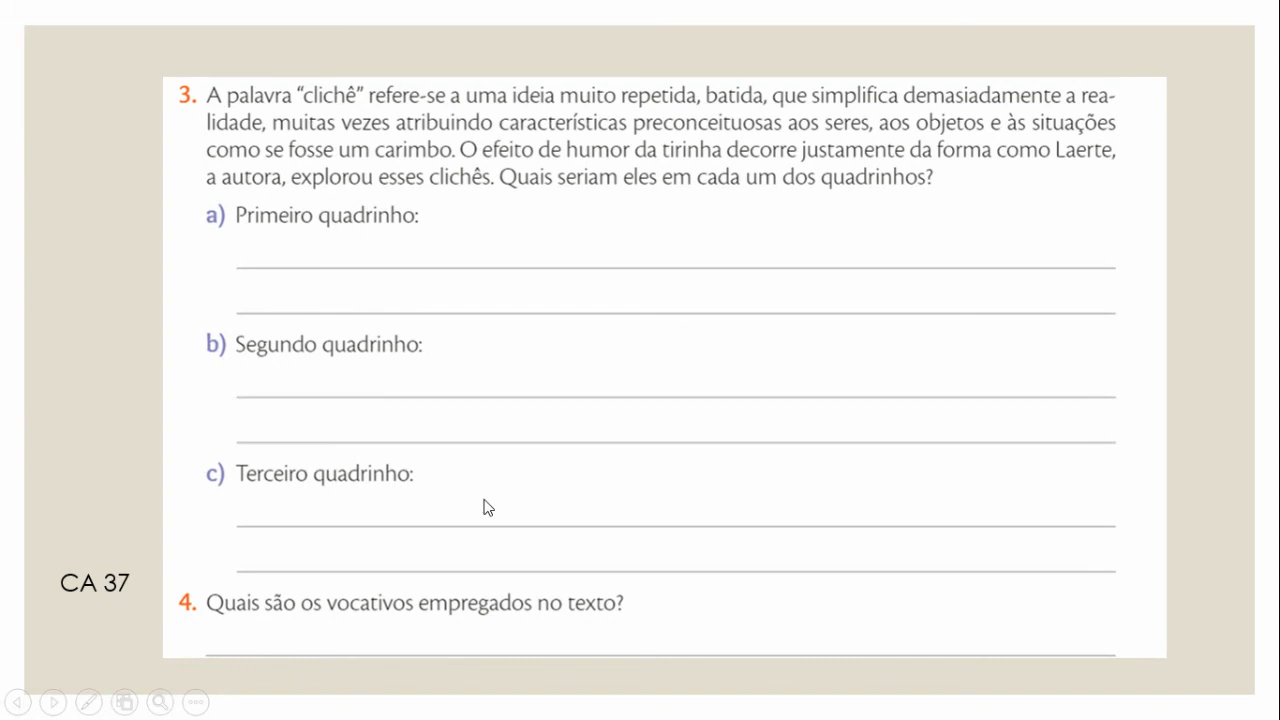 3. A palavra “clichê” refere-se a uma ideia muito repetida, batida, que simplifica demasiadamente a rea-
lidade, muitas vezes atribuindo características preconceituosas aos seres, aos objetos e às situações
como se fosse um carimbo. O efeito de humor da tirinha decorre justamente da forma como Laerte,
a autora, explorou esses clichês. Quais seriam eles em cada um dos quadrinhos?
a) Primeiro quadrinho:
b) Segundo quadrinho:
c) Terceiro quadrinho:
CA 37
4. Quais são os vocativos empregados no texto?